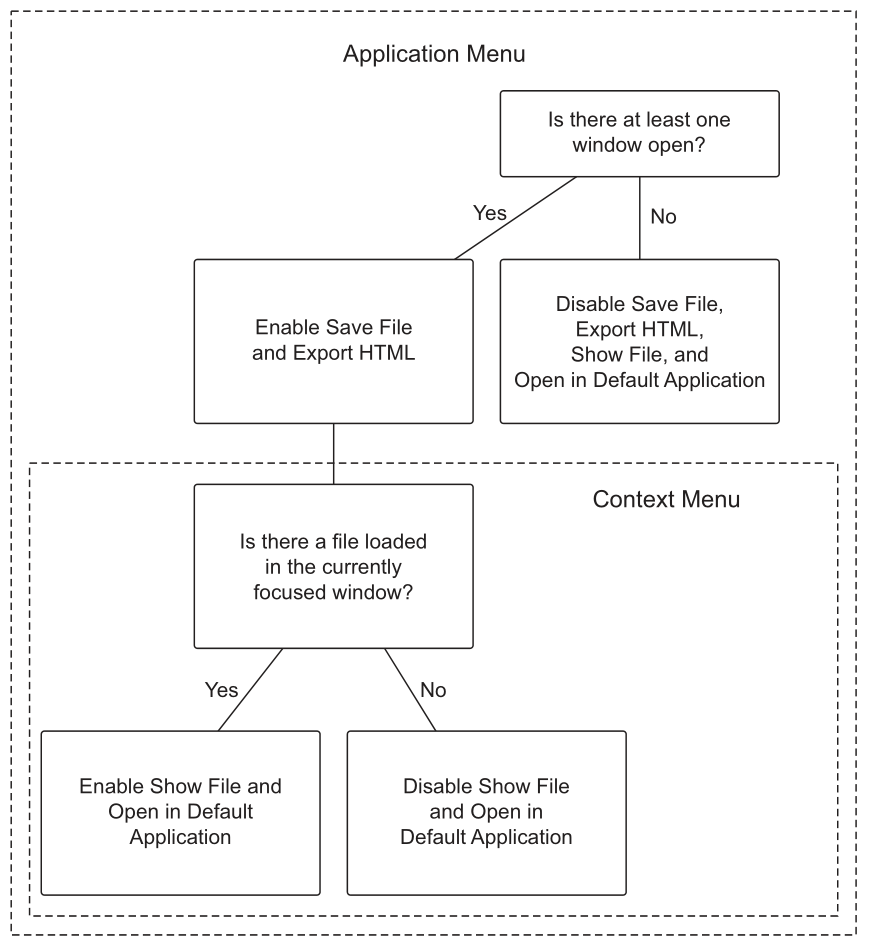 Application Menu
Is there at least one
window open?
Yes
No
Enable Save File
and Export HTML
Disable Save File,
Export HTML,
Show File, and
Open in Default Application
Context Menu
Is there a file loaded
in the currently
focused window?
Yes
No
Enable Show File and
Open in Default
Application
Disable Show File
and Open in
Default Application